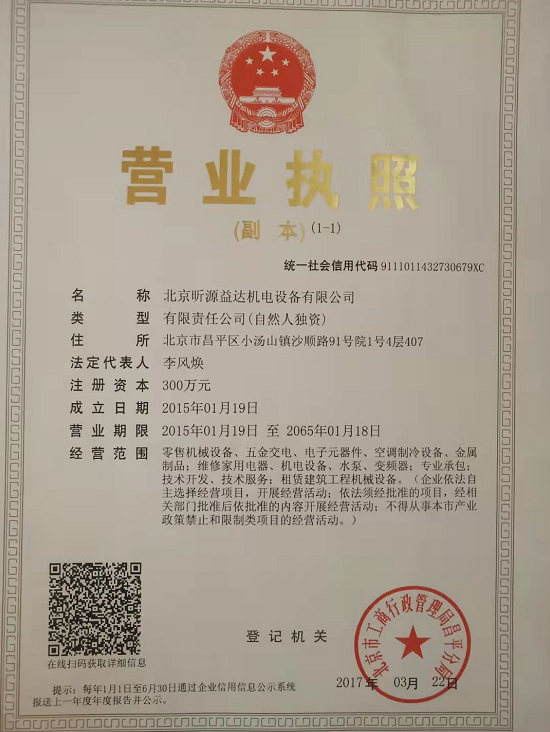 营业执照
(副 本)(1-1)
统一社会信用代码 9111011432730679XC
名 称 北京昕源益达机电设备有限公司
类 型 有限责任公司(自然人独资)
住 所 北京市昌平区小汤山镇沙顺路91号院1号4层407
法定代表人 李风焕
注册资本 300万元
成立日期 2015年01月19日
营业期限 2015年01月19日 至 2065年01月18日
经营范围 零售机械设备、五金交电、电子元器件、空调制冷设备、金属
制品；维修家用电器、机电设备、水泵、变频器；专业承包；
技术开发、技术服务；租赁建筑工程机械设备。（企业依法自
主选择经营项目，开展经营活动；依法须经批准的项目，经相
关部门批准后依批准的内容开展经营活动；不得从事本市产业
政策禁止和限制类项目的经营活动。）
在线扫码获取详细信息
登记机关
北京市工商行政管理局昌平分局
2017年 03月 22日
提示：每年1月1日至6月30日通过企业信用信息公示系统
报送上一年度年度报告并公示。